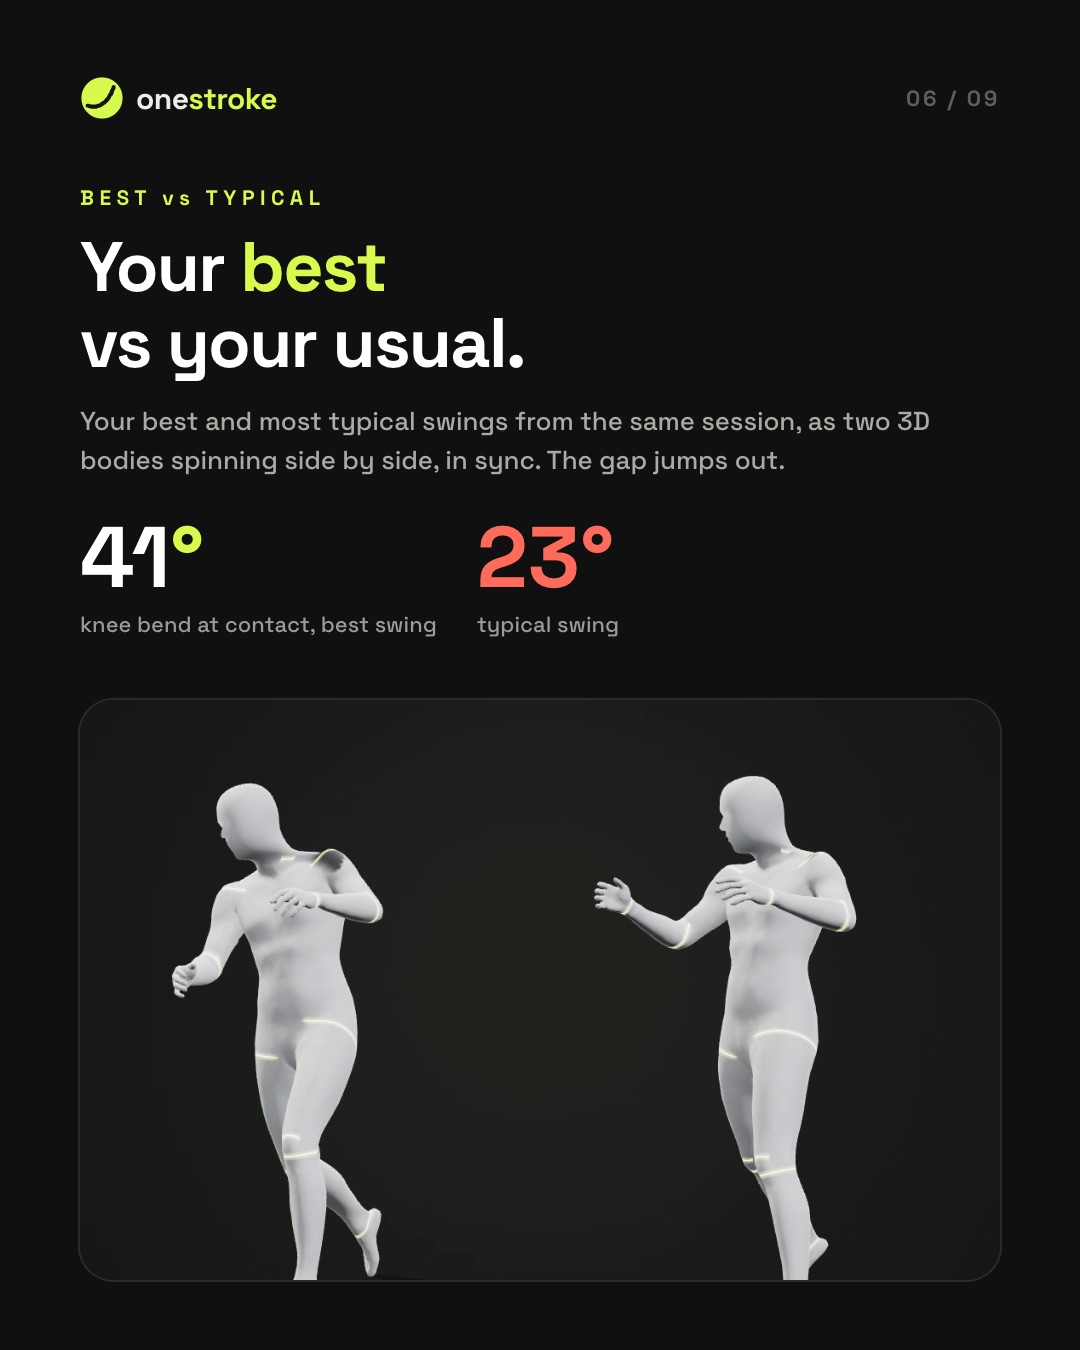 onestroke
06 / 09
BEST vs TYPICAL
Your best
vs your usual.
Your best and most typical swings from the same session, as two 3D
bodies spinning side by side, in sync. The gap jumps out.
41° 23°
knee bend at contact, best swing typical swing